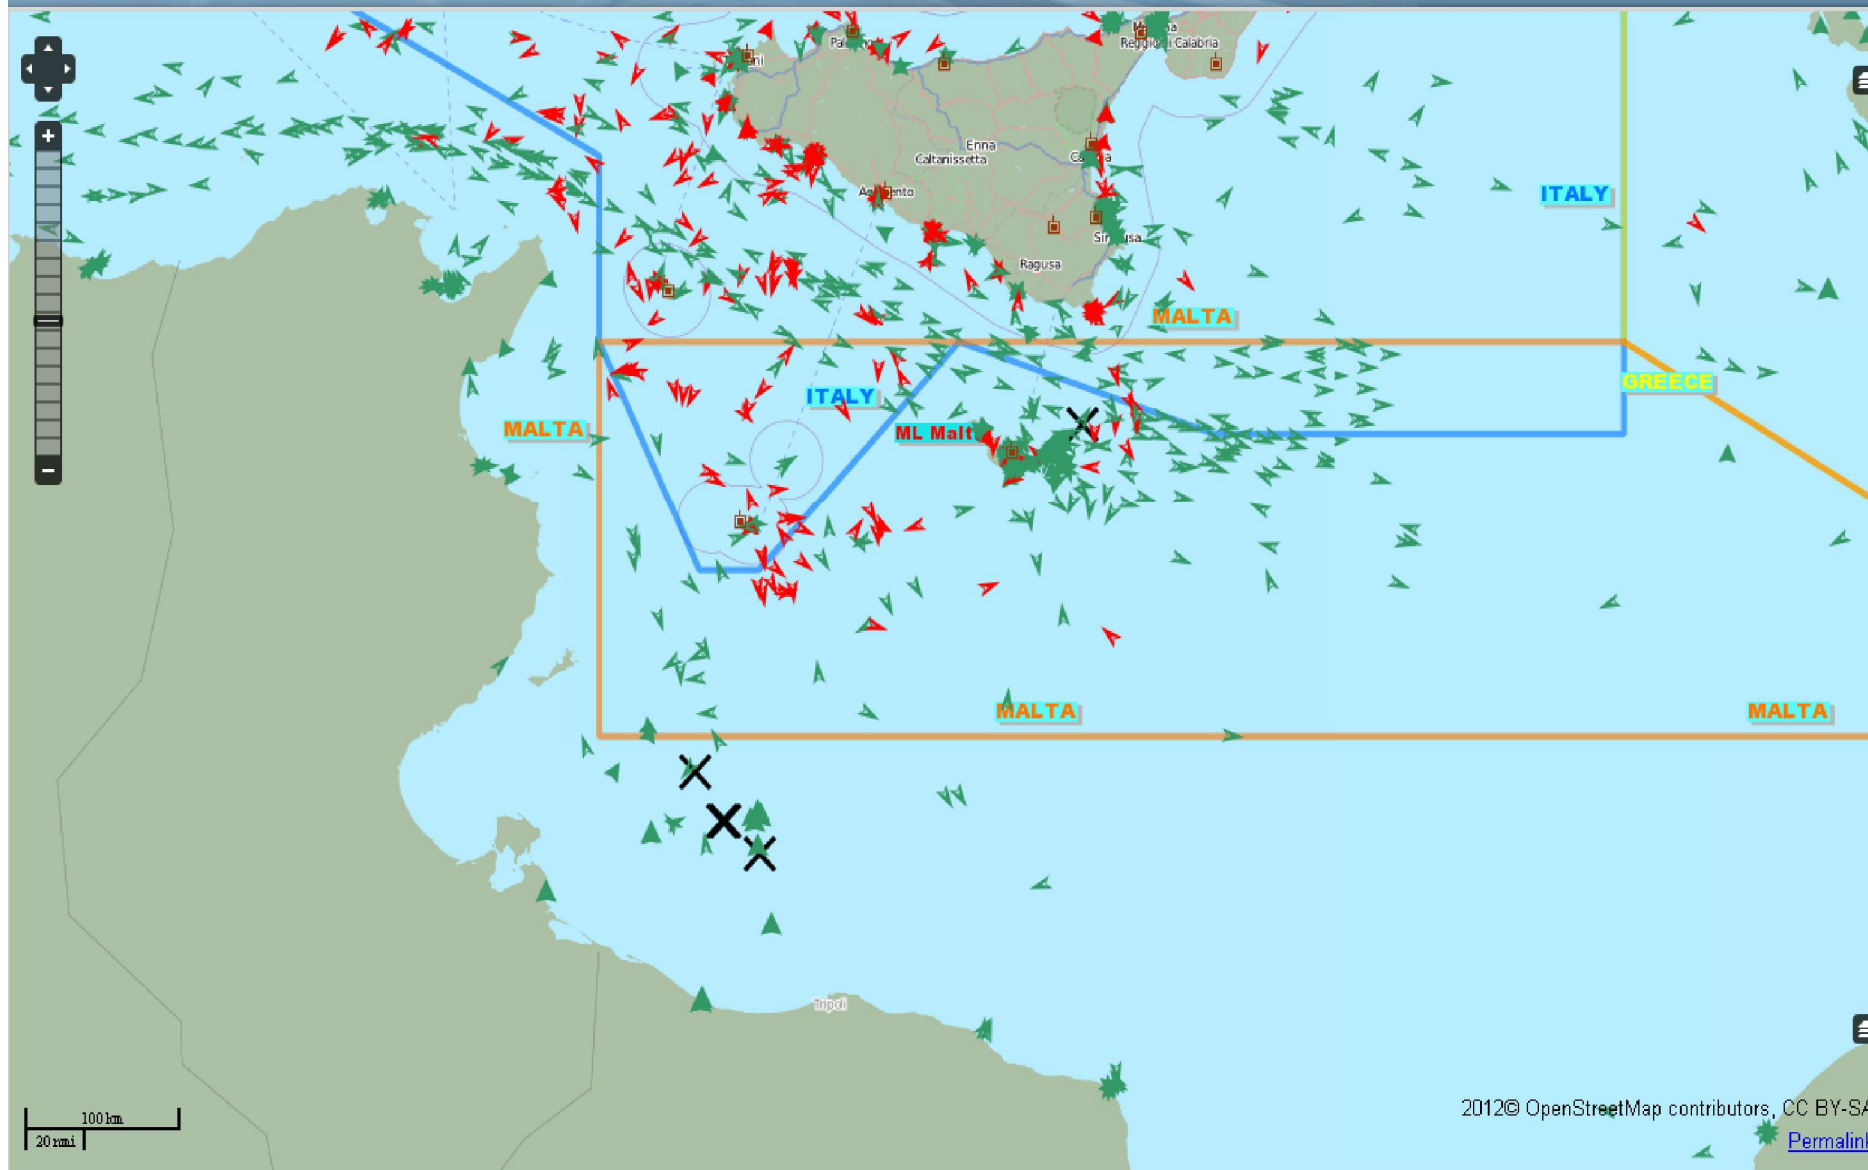 Reggio di Calabria
Enna
Caltanissetta
ITALY
Ragusa
MALTA
GREECE
ITALY
MALTA
ML Malt
MALTA
MALTA
Tripoli
100 km
20 nmi
2012© OpenStreetMap contributors, CC BY-SA
Permalink